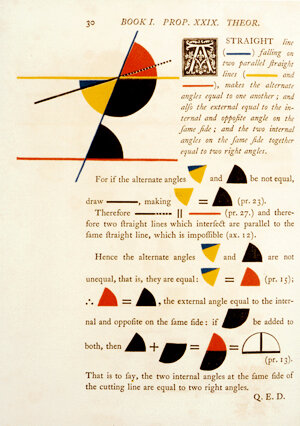 30 BOOK I. PROP. XXIX. THEOR.
A STRAIGHT line
( ) falling on
two parallel ſtraight
lines ( and
), makes the alternate
angles equal to one another; and
alſo the external equal to the in-
ternal and oppoſite angle on the
ſame ſide; and the two internal
angles on the ſame ſide together
equal to two right angles.
For if the alternate angles and be not equal,
draw , making = (pr. 23).
Therefore || (pr. 27.) and there-
fore two ſtraight lines which interſect are parallel to the
ſame ſtraight line, which is impoſſible (ax. 12).
Hence the alternate angles and are not
unequal, that is, they are equal: = (pr. 15);
∴ = , the external angle equal to the inter-
nal and oppoſite on the ſame ſide: if be added to
both, then + = =
(pr. 13).
That is to ſay, the two internal angles at the ſame ſide of
the cutting line are equal to two right angles.
Q. E. D.